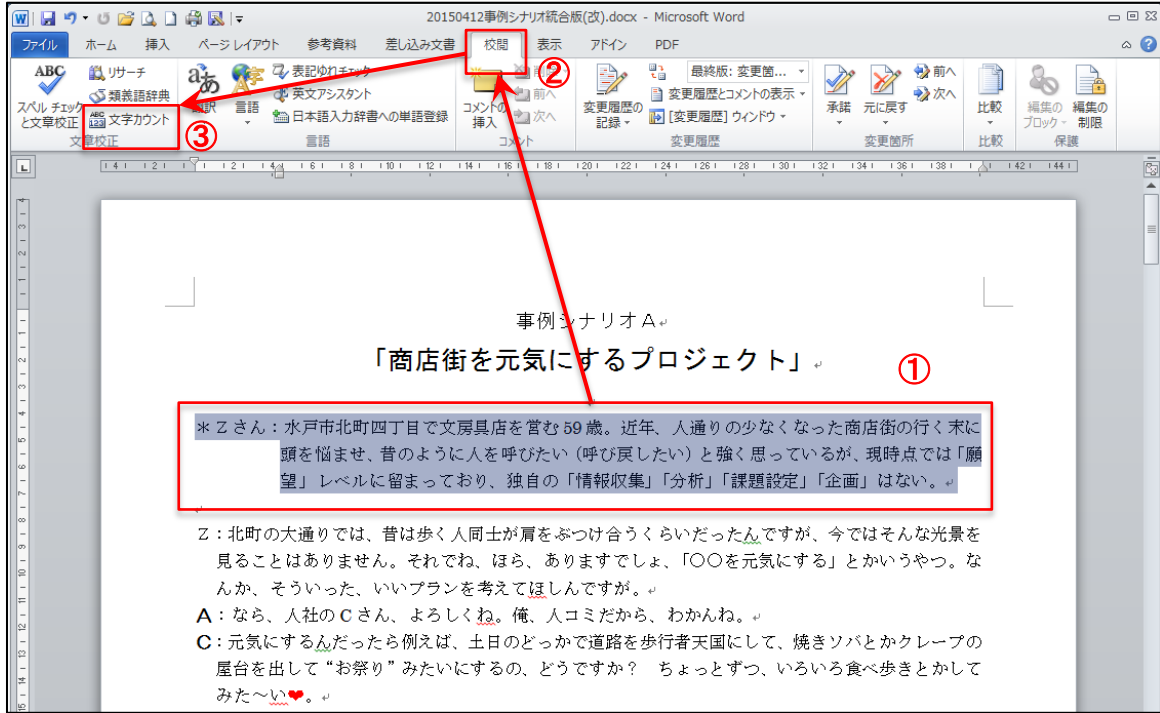 20150412事例シナリオ統合版(改).docx - Microsoft Word
ファイル ホーム 挿入 ページ レイアウト 参考資料 差し込み文書 校閲 表示 アドイン PDF
②
ABC リサーチ あち 表記ゆれチェック 前 最終版: 変更箇... 前へ
類義語辞典 英文アシスタント 前へ 変更履歴とコメントの表示 次へ
スペル チェックと文章校正 ABC 123 文字カウント 翻訳 言語 日本語入力辞書への単語登録 コメントの挿入 次へ 変更履歴の記録 [変更履歴] ウィンドウ 承諾 元に戻す 比較 編集のブロック 編集の制限
③
文章校正 言語 コメント 変更履歴 変更箇所 比較 保護
L 4 2 2 4 6 8 10 12 14 16 18 20 22 24 26 28 30 32 34 36 38 42 44
事例シナリオA
「商店街を元気にするプロジェクト」
①
＊Zさん：水戸市北町四丁目で文房具店を営む59歳。近年、人通りの少なくなった商店街の行く末に
頭を悩ませ、昔のように人を呼びたい（呼び戻したい）と強く思っているが、現時点では「願
望」レベルに留まっており、独自の「情報収集」「分析」「課題設定」「企画」はない。
Z：北町の大通りでは、昔は歩く人同士が肩をぶつけ合うくらいだったんですが、今ではそんな光景を
見ることはありません。それでね、ほら、ありますでしょ、「○○を元気にする」とかいうやつ。な
んか、そういった、いいプランを考えてほしんですが。
A：なら、人社のCさん、よろしくね。俺、人コミだから、わかんね。
C：元気にするんだったら例えば、土日のどっかで道路を歩行者天国にして、焼きソバとかクレープの
屋台を出して“お祭り”みたいにするの、どうですか？　ちょっとずつ、いろいろ食べ歩きとかして
みた～い❤。